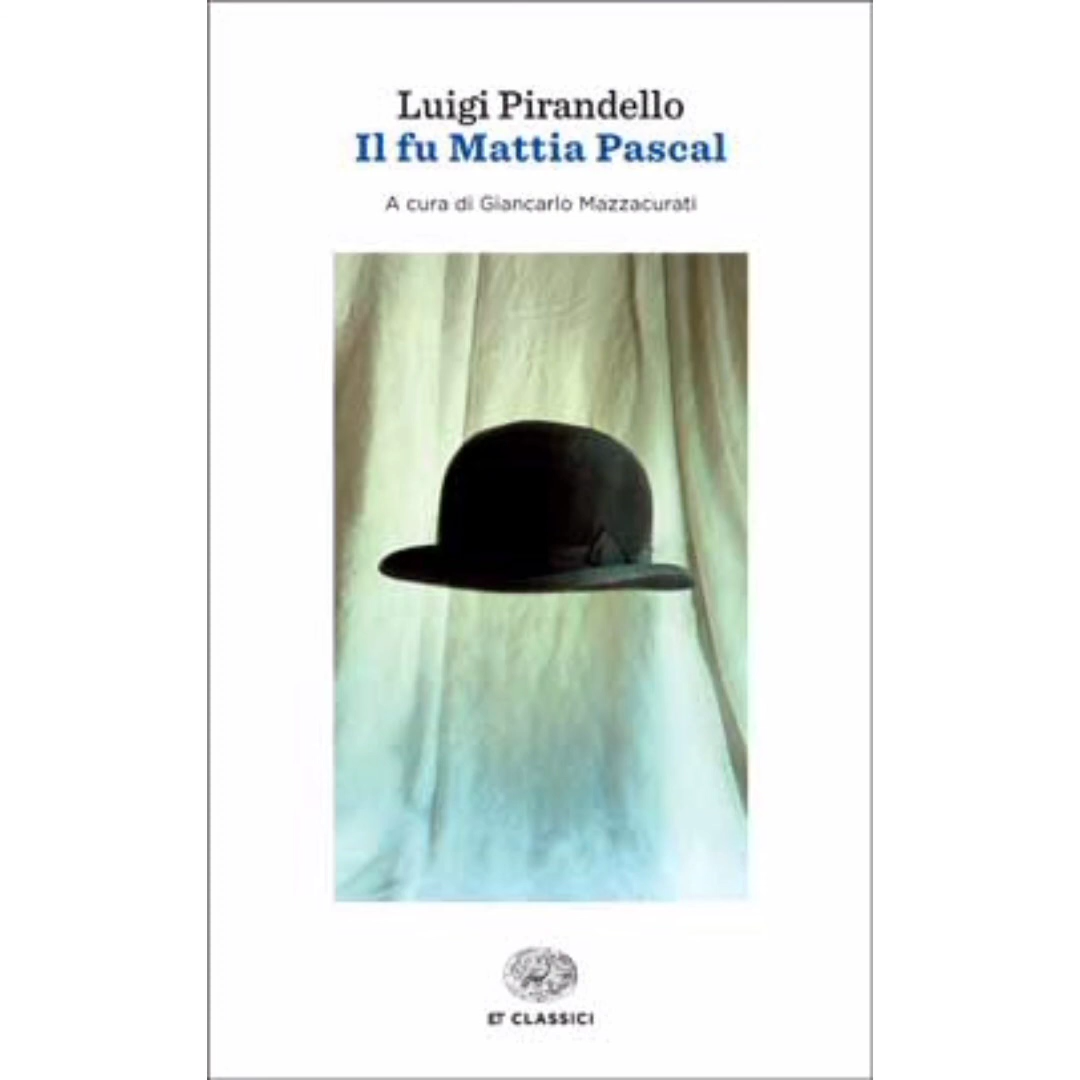 Luigi Pirandello
Il fu Mattia Pascal
A cura di Giancarlo Mazzacurati
ET CLASSICI